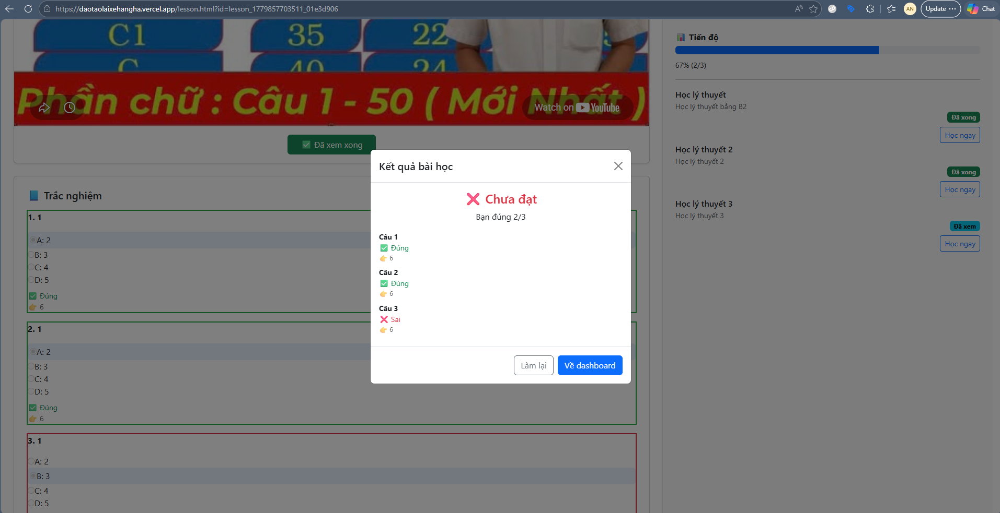 https://daotaolaixehangha.vercel.app/lesson.html?id=lesson_1779857703511_01e3d906
AN
Update
Chat
C1
35
22
C
40
24
Phần chữ : Câu 1 - 50 ( Mới Nhất )
Watch on YouTube
Đã xem xong
Trắc nghiệm
1. 1
A: 2
B: 3
C: 4
D: 5
Đúng
6
2. 1
A: 2
B: 3
C: 4
D: 5
Đúng
6
3. 1
A: 2
B: 3
C: 4
D: 5
Kết quả bài học
Chưa đạt
Bạn đúng 2/3
Câu 1
Đúng
6
Câu 2
Đúng
6
Câu 3
Sai
6
Làm lại
Về dashboard
Tiến độ
67% (2/3)
Học lý thuyết
Học lý thuyết bằng B2
Đã xong
Học ngay
Học lý thuyết 2
Học lý thuyết 2
Đã xong
Học ngay
Học lý thuyết 3
Học lý thuyết 3
Đã xem
Học ngay